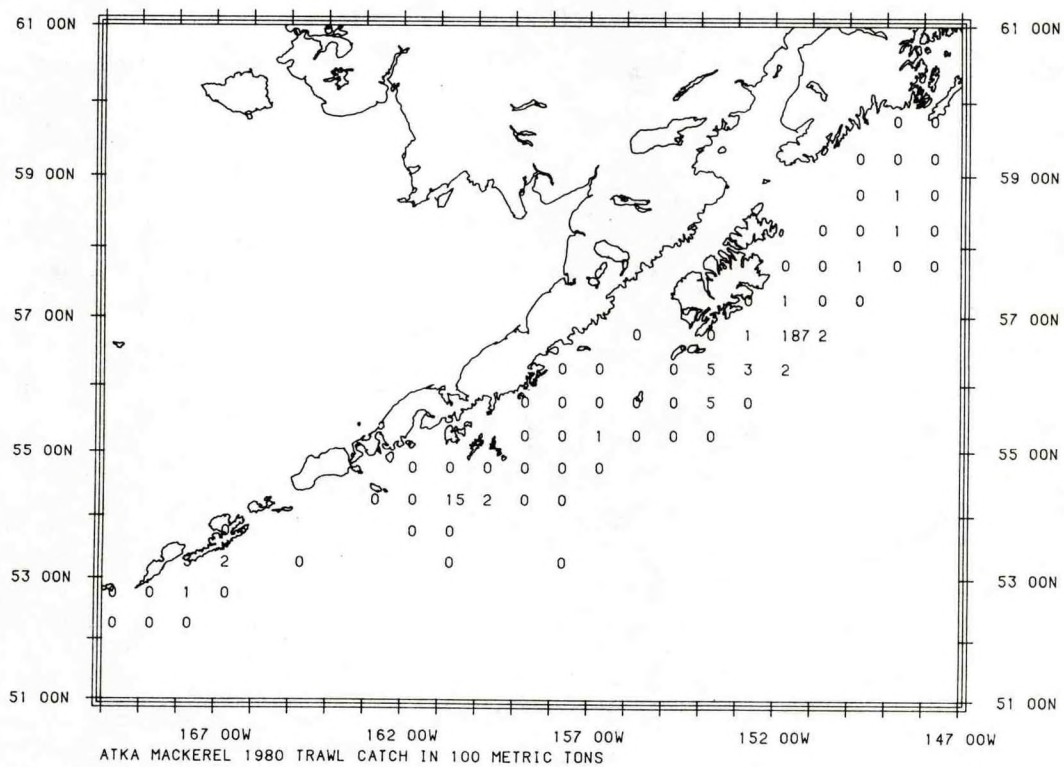 61 00N 61 00N
0 0
59 00N 0 0 0 59 00N
0 1 0
0 0 1 0
0 0 1 0 0
57 00N 1 0 0 57 00N
0 0 1 187 2
0 0 0 5 3 2
0 0 0 0 0 5 0
55 00N 0 0 1 0 0 0 55 00N
0 0 0 0 0 0
0 0 15 2 0 0
0 0
2 0 0 0
53 00N 53 00N
0 0 1 0
0 0 0
51 00N 51 00N
167 00W 162 00W 157 00W 152 00W 147 00W
ATKA MACKEREL 1980 TRAWL CATCH IN 100 METRIC TONS